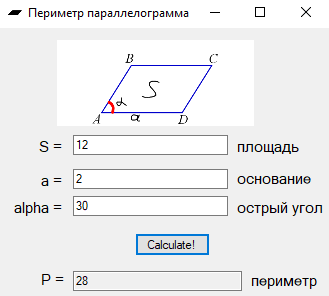 Периметр параллелограмма
B C
S
α
A a D
S = 12 площадь
a = 2 основание
alpha = 30 острый угол
Calculate!
P = 28 периметр